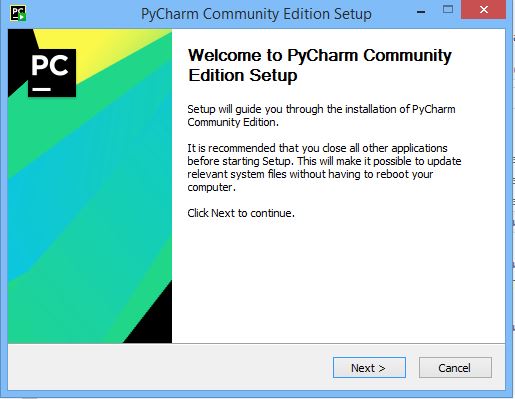 PyCharm Community Edition Setup
PC
Welcome to PyCharm Community
Edition Setup
Setup will guide you through the installation of PyCharm
Community Edition.
It is recommended that you close all other applications
before starting Setup. This will make it possible to update
relevant system files without having to reboot your
computer.
Click Next to continue.
Next >
Cancel